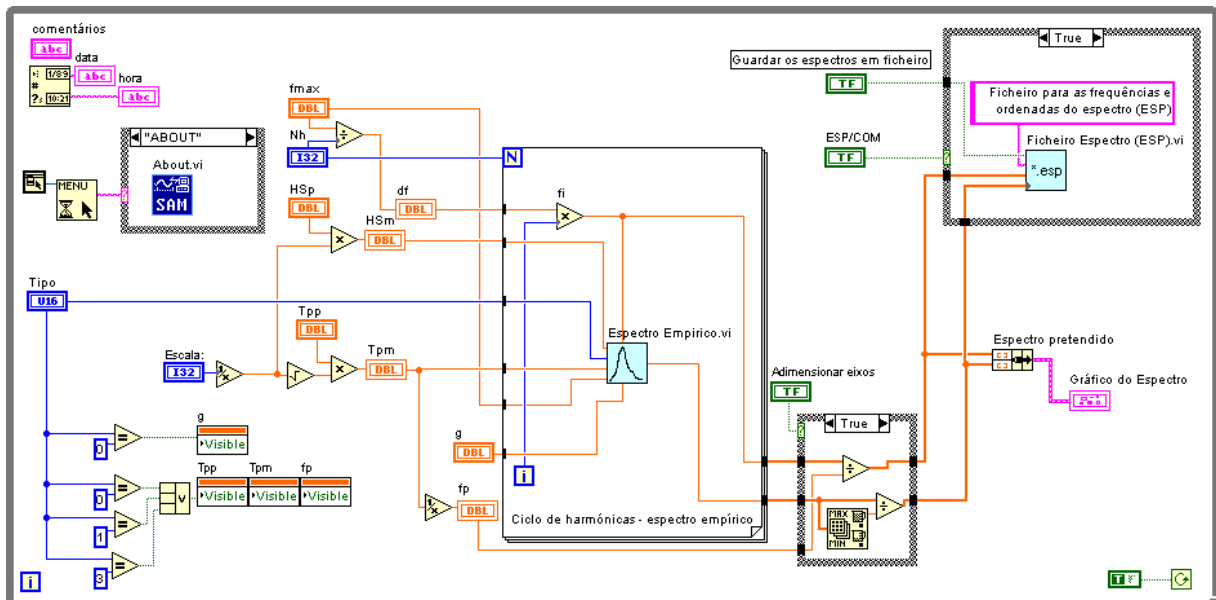 comentários
abc
data
abc
hora
abc
1/89
10:21
"ABOUT"
About.vi
SAM
MENU
fmax
DBL
Nh
I32
HSp
DBL
df
DBL
HSm
DBL
N
fi
Guardar os espectros em ficheiro
TF
ESP/COM
TF
True
Ficheiro para as frequências e
ordenadas do espectro (ESP)
Ficheiro Espectro (ESP).vi
*.esp
Tipo
U16
Tpp
DBL
Escala:
I32
1/x
Tpm
DBL
Espectro Empirico.vi
Espectro pretendido
Gráfico do Espectro
Adimensionar eixos
TF
True
g
Visible
0
Tpp Tpm fp
Visible Visible Visible
0
1
3
g
DBL
i
1/x
fp
DBL
Ciclo de harmónicas - espectro empírico
MAX
MIN
i
T